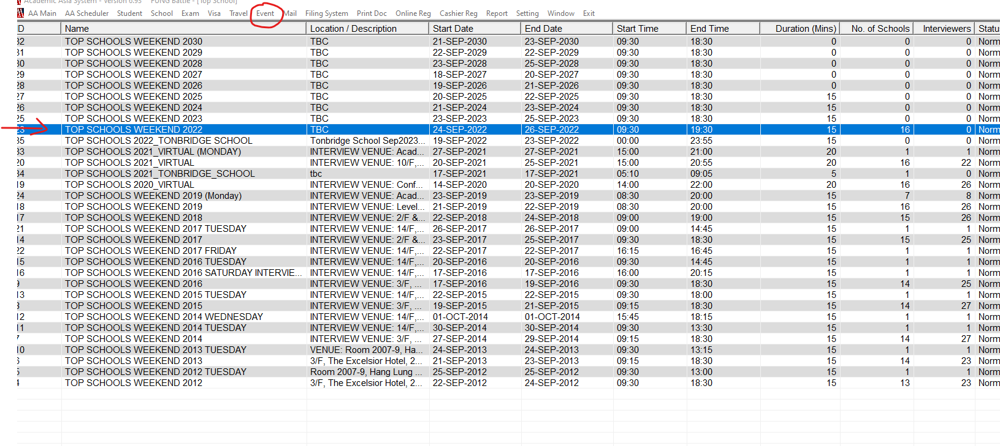 Academic Asia System - Version 0.95 FUNG Battle - [Top School]
AA Main AA Scheduler Student School Exam Visa Travel Event Mail Filing System Print Doc Online Reg Cashier Reg Report Setting Window Exit
ID Name Location / Description Start Date End Date Start Time End Time Duration (Mins) No. of Schools Interviewers Statu
32 TOP SCHOOLS WEEKEND 2030 TBC 21-SEP-2030 23-SEP-2030 09:30 18:30 0 0 0 Norm
31 TOP SCHOOLS WEEKEND 2029 TBC 22-SEP-2029 22-SEP-2029 09:30 18:30 0 0 0 Norm
30 TOP SCHOOLS WEEKEND 2028 TBC 23-SEP-2028 25-SEP-2028 09:30 18:30 0 0 0 Norm
29 TOP SCHOOLS WEEKEND 2027 TBC 18-SEP-2027 20-SEP-2027 09:30 18:30 0 0 0 Norm
28 TOP SCHOOLS WEEKEND 2026 TBC 19-SEP-2026 21-SEP-2026 09:30 18:30 0 0 0 Norm
27 TOP SCHOOLS WEEKEND 2025 TBC 20-SEP-2025 22-SEP-2025 09:30 18:30 15 0 0 Norm
26 TOP SCHOOLS WEEKEND 2024 TBC 21-SEP-2024 23-SEP-2024 09:30 18:30 15 0 0 Norm
25 TOP SCHOOLS WEEKEND 2023 TBC 23-SEP-2023 25-SEP-2023 09:30 18:30 15 0 0 Norm
23 TOP SCHOOLS WEEKEND 2022 TBC 24-SEP-2022 26-SEP-2022 09:30 19:30 15 16 0 Norm
35 TOP SCHOOLS 2022_TONBRIDGE SCHOOL Tonbridge School Sep2023... 19-SEP-2022 23-SEP-2022 00:00 23:55 15 0 0 Norm
33 TOP SCHOOLS 2021_VIRTUAL (MONDAY) INTERVIEW VENUE: Acad... 27-SEP-2021 27-SEP-2021 15:00 21:00 20 1 1 Norm
20 TOP SCHOOLS 2021_VIRTUAL INTERVIEW VENUE: 10/F,... 20-SEP-2021 25-SEP-2021 15:00 20:55 20 16 22 Norm
34 TOP SCHOOLS 2021_TONBRIDGE_SCHOOL tbc 17-SEP-2021 17-SEP-2021 05:10 09:05 5 1 0 Norm
19 TOP SCHOOLS 2020_VIRTUAL INTERVIEW VENUE: Conf... 14-SEP-2020 20-SEP-2020 14:00 22:00 20 16 26 Norm
24 TOP SCHOOLS WEEKEND 2019 (Monday) INTERVIEW VENUE: Acad... 23-SEP-2019 23-SEP-2019 08:30 20:00 15 7 8 Norm
18 TOP SCHOOLS WEEKEND 2019 INTERVIEW VENUE: Level... 21-SEP-2019 22-SEP-2019 08:30 20:00 15 16 26 Norm
17 TOP SCHOOLS WEEKEND 2018 INTERVIEW VENUE: 2/F &... 22-SEP-2018 24-SEP-2018 09:00 19:00 15 15 26 Norm
21 TOP SCHOOLS WEEKEND 2017 TUESDAY INTERVIEW VENUE: 14/F,... 26-SEP-2017 26-SEP-2017 09:00 14:45 15 1 1 Norm
14 TOP SCHOOLS WEEKEND 2017 INTERVIEW VENUE: 2/F &... 23-SEP-2017 25-SEP-2017 09:30 18:30 15 15 25 Norm
22 TOP SCHOOLS WEEKEND 2017 FRIDAY INTERVIEW VENUE: 14/F,... 22-SEP-2017 22-SEP-2017 16:15 16:45 15 1 1 Norm
15 TOP SCHOOLS WEEKEND 2016 TUESDAY INTERVIEW VENUE: 14/F,... 20-SEP-2016 20-SEP-2016 09:30 14:45 15 1 1 Norm
16 TOP SCHOOLS WEEKEND 2016 SATURDAY INTERVIE... INTERVIEW VENUE: 14/F,... 17-SEP-2016 17-SEP-2016 16:00 20:15 15 1 1 Norm
9 TOP SCHOOLS WEEKEND 2016 INTERVIEW VENUE: 3/F, ... 17-SEP-2016 19-SEP-2016 09:30 18:30 15 14 25 Norm
13 TOP SCHOOLS WEEKEND 2015 TUESDAY INTERVIEW VENUE: 14/F,... 22-SEP-2015 22-SEP-2015 09:30 18:00 15 1 1 Norm
TOP SCHOOLS WEEKEND 2015 INTERVIEW VENUE: 3/F, ... 19-SEP-2015 21-SEP-2015 09:15 18:30 15 14 27 Norm
12 TOP SCHOOLS WEEKEND 2014 WEDNESDAY INTERVIEW VENUE: 14/F,... 01-OCT-2014 01-OCT-2014 15:45 18:15 15 1 1 Norm
11 TOP SCHOOLS WEEKEND 2014 TUESDAY INTERVIEW VENUE: 14/F,... 30-SEP-2014 30-SEP-2014 09:30 13:30 15 1 1 Norm
7 TOP SCHOOLS WEEKEND 2014 INTERVIEW VENUE: 3/F, ... 27-SEP-2014 29-SEP-2014 09:15 18:30 15 14 27 Norm
10 TOP SCHOOLS WEEKEND 2013 TUESDAY VENUE: Room 2007-9, Ha... 24-SEP-2013 24-SEP-2013 09:30 13:15 15 1 1 Norm
6 TOP SCHOOLS WEEKEND 2013 3/F, The Excelsior Hotel, 2... 21-SEP-2013 23-SEP-2013 09:15 18:30 15 14 23 Norm
5 TOP SCHOOLS WEEKEND 2012 TUESDAY Room 2007-9, Hang Lung ... 25-SEP-2012 25-SEP-2012 09:30 13:00 15 1 1 Norm
4 TOP SCHOOLS WEEKEND 2012 3/F, The Excelsior Hotel, 2... 22-SEP-2012 24-SEP-2012 09:30 18:30 15 13 23 Norm